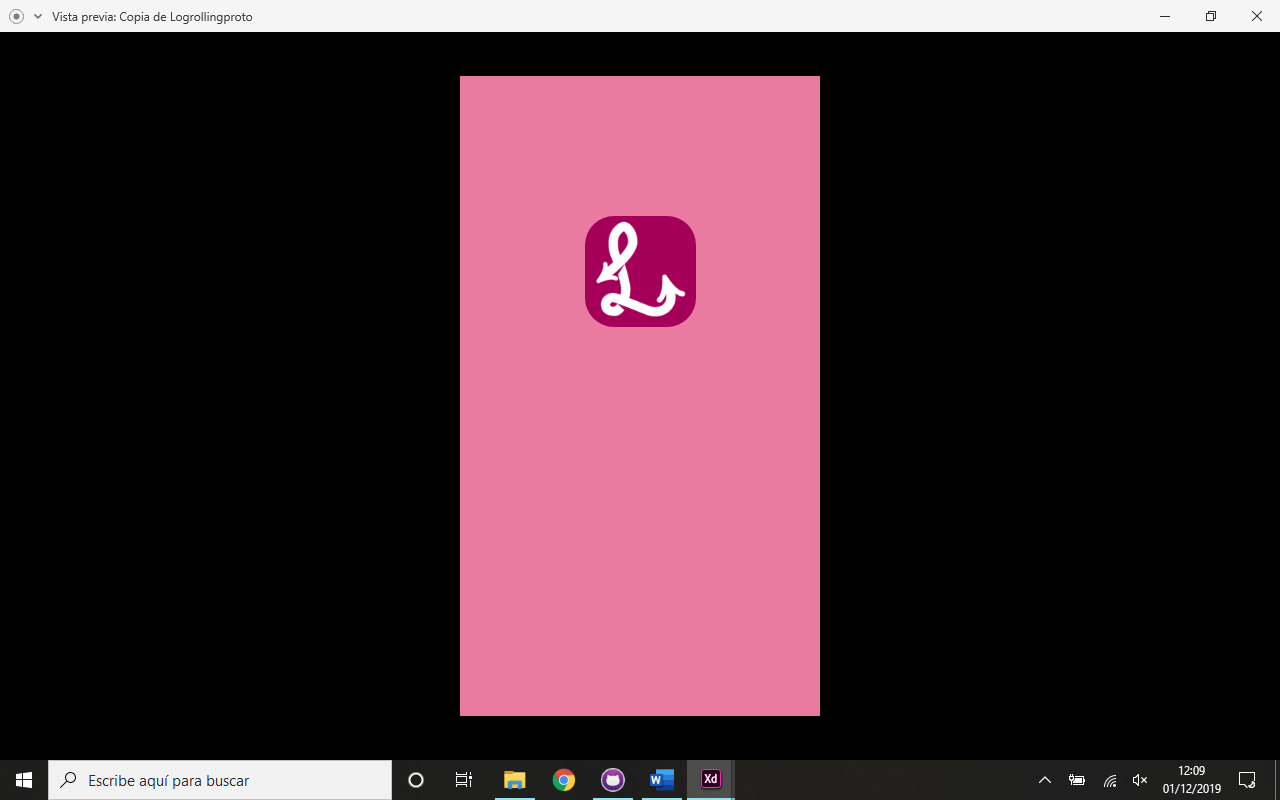 Vista previa: Copia de Logrollingproto
L
Escribe aquí para buscar
W
Xd
12:09
01/12/2019